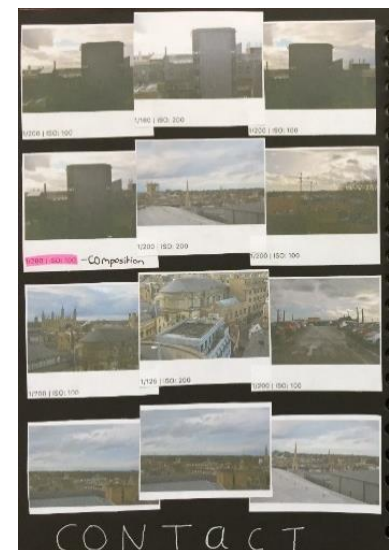 1/200 | ISO: 100
1/160 | ISO: 200
1/200 | ISO: 100
1/200 | ISO: 100 -Composition
1/200 | ISO: 200
1/200 | ISO: 100
1/200 | ISO: 100
1/125 | ISO: 200
1/200 | ISO: 100
CONTaCT